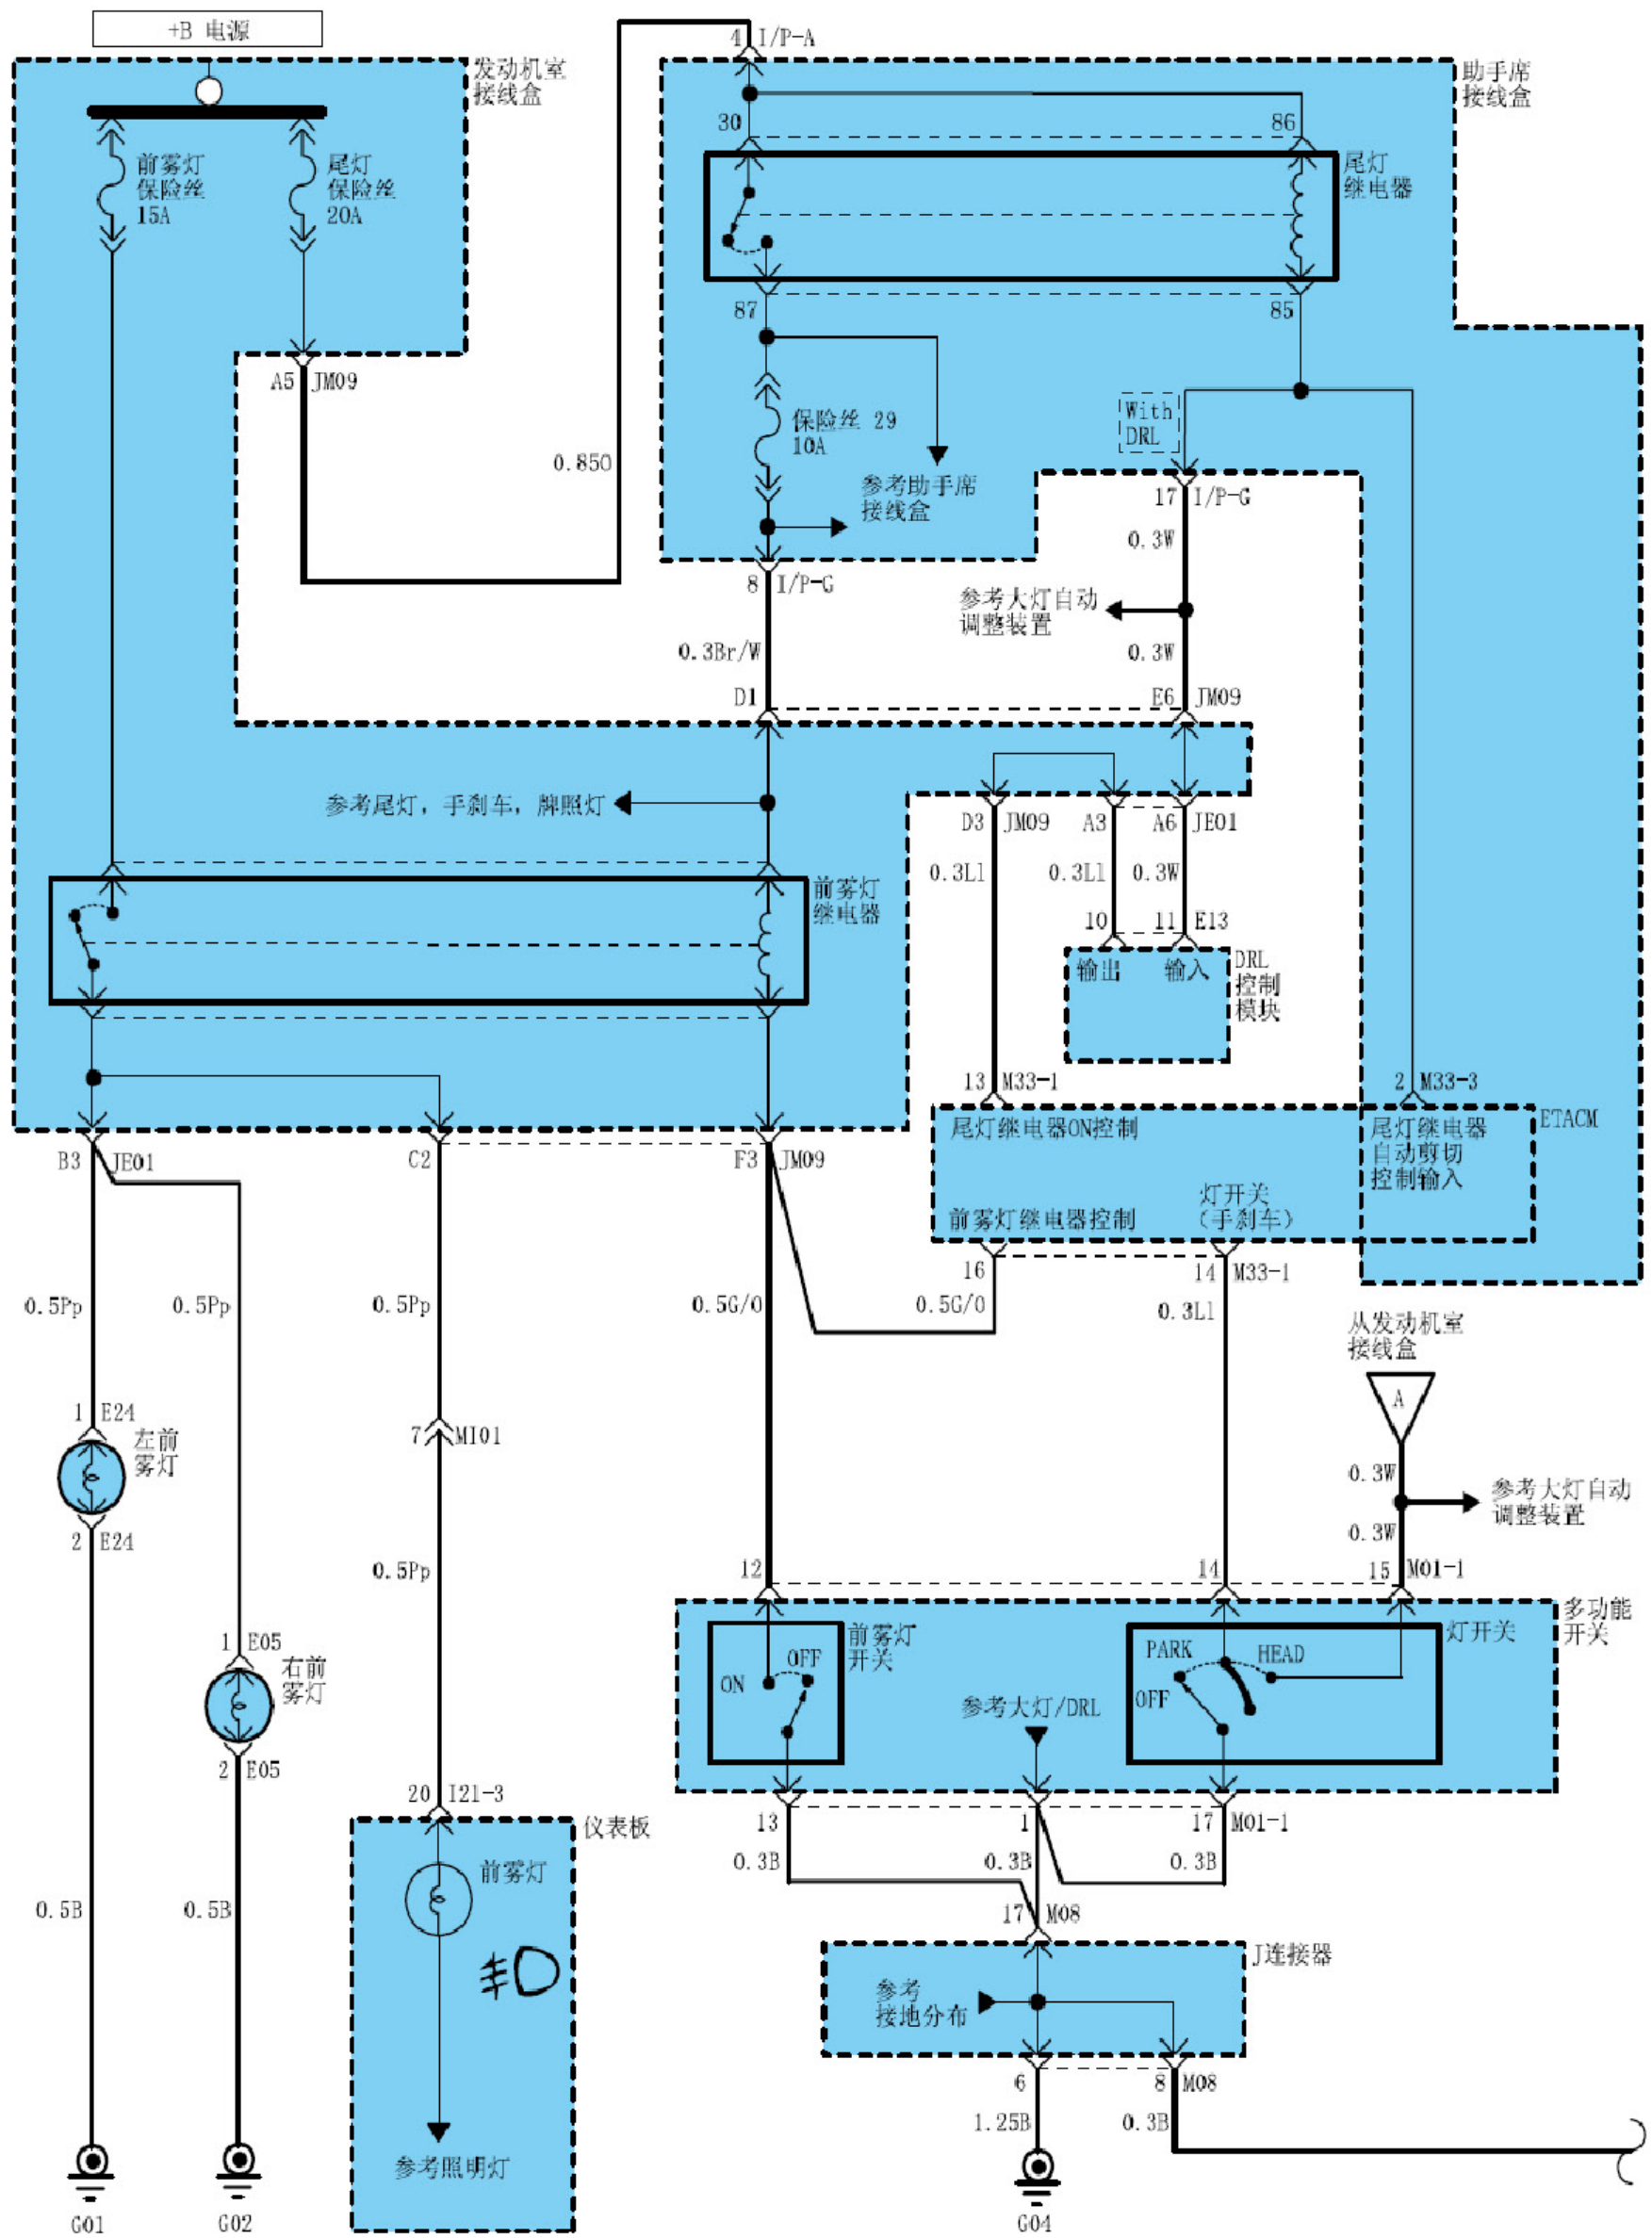 +B 电源
发动机室
接线盒
4 I/P-A
助手席
接线盒
30
86
前雾灯
保险丝
15A
尾灯
保险丝
20A
尾灯
继电器
87
85
A5 JM09
With
DRL
保险丝 29
10A
0.85O
参考助手席
接线盒
17 I/P-G
0.3W
8 I/P-G
参考大灯自动
调整装置
0.3Br/W
0.3W
D1
E6 JM09
参考尾灯, 手刹车, 牌照灯
D3 JM09
A3
A6 JE01
0.3Ll
0.3Ll
0.3W
前雾灯
继电器
10
11 E13
输出
输入
DRL
控制
模块
13 M33-1
2 M33-3
尾灯继电器ON控制
尾灯继电器
自动剪切
控制输入
ETACM
B3 JE01
C2
F3 JM09
灯开关
(手刹车)
前雾灯继电器控制
16
14 M33-1
0.5Pp
0.5Pp
0.5Pp
0.5G/O
0.5G/O
0.3Ll
从发动机室
接线盒
A
1 E24
左前
雾灯
7 MI01
0.3W
参考大灯自动
调整装置
2 E24
0.3W
0.5Pp
12
14
15 M01-1
多功能
开关
1 E05
右前
雾灯
前雾灯
开关
灯开关
OFF
ON
PARK
HEAD
OFF
参考大灯/DRL
2 E05
20 I21-3
仪表板
13
1
17 M01-1
前雾灯
0.3B
0.3B
0.3B
0.5B
0.5B
17 M08
J连接器
参考
接地分布
6
8 M08
1.25B
0.3B
参考照明灯
G01
G02
G04